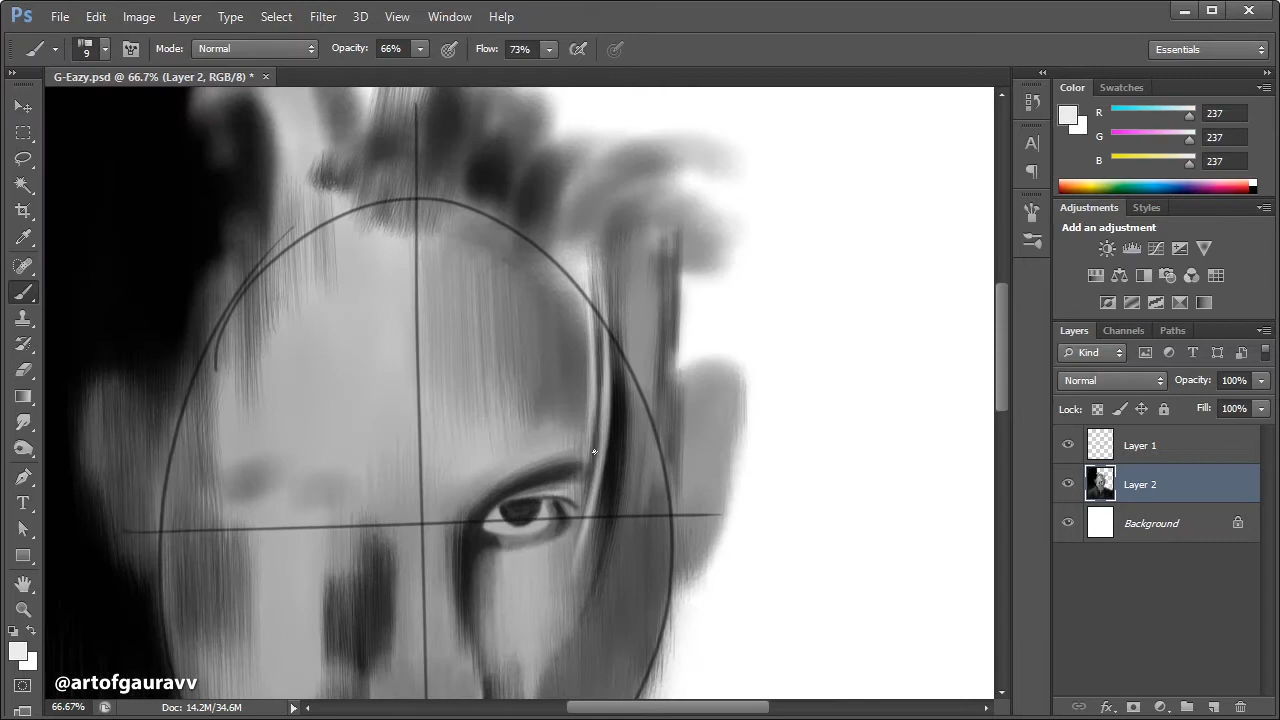 Ps File Edit Image Layer Type Select Filter 3D View Window Help
9 Mode: Normal Opacity: 66% Flow: 73% Essentials
G-Eazy.psd @ 66.7% (Layer 2, RGB/8) * ×
Color Swatches
R 237
G 237
B 237
Adjustments Styles
Add an adjustment
Layers Channels Paths
Kind
Normal Opacity: 100%
Lock: Fill: 100%
Layer 1
Layer 2
Background
@artofgauravv
66.67% Doc: 14.2M/34.6M